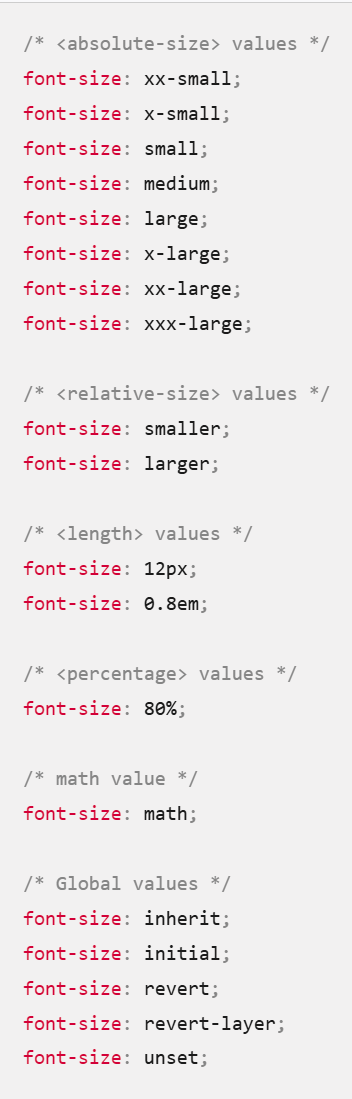 /* <absolute-size> values */
font-size: xx-small;
font-size: x-small;
font-size: small;
font-size: medium;
font-size: large;
font-size: x-large;
font-size: xx-large;
font-size: xxx-large;
/* <relative-size> values */
font-size: smaller;
font-size: larger;
/* <length> values */
font-size: 12px;
font-size: 0.8em;
/* <percentage> values */
font-size: 80%;
/* math value */
font-size: math;
/* Global values */
font-size: inherit;
font-size: initial;
font-size: revert;
font-size: revert-layer;
font-size: unset;